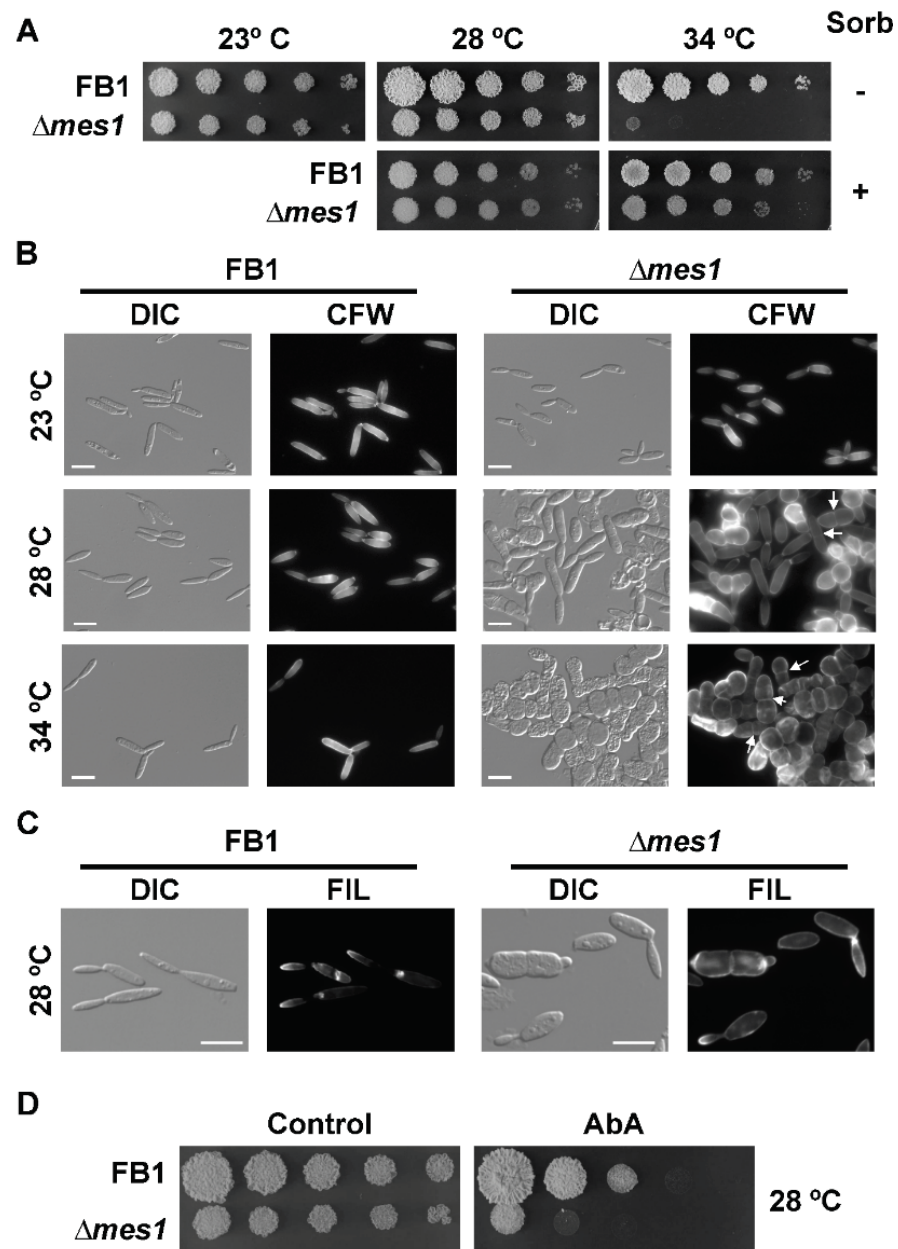 A
23º C
28 ºC
34 ºC
Sorb
FB1
Δmes1
-
FB1
Δmes1
+
B
FB1
Δmes1
DIC
CFW
DIC
CFW
23 ºC
28 ºC
34 ºC
C
FB1
Δmes1
DIC
FIL
DIC
FIL
28 ºC
D
Control
AbA
FB1
Δmes1
28 ºC